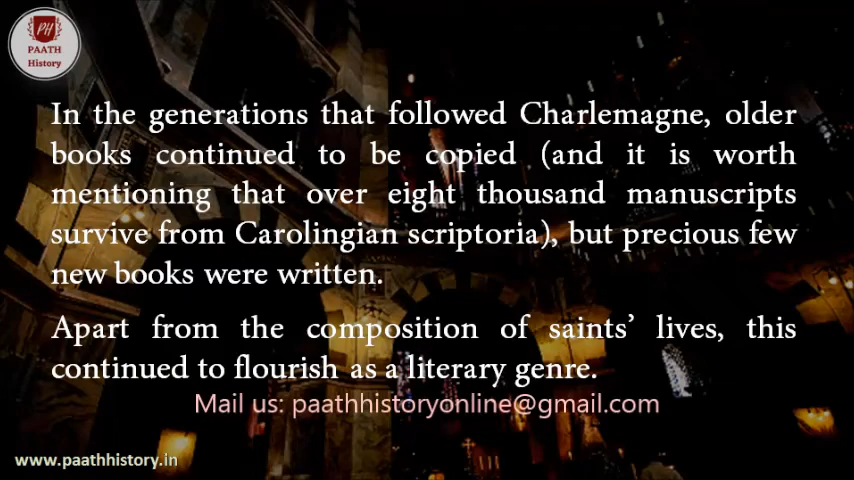 PH
PAATH
History
In the generations that followed Charlemagne, older
books continued to be copied (and it is worth
mentioning that over eight thousand manuscripts
survive from Carolingian scriptoria), but precious few
new books were written.
Apart from the composition of saints’ lives, this
continued to flourish as a literary genre.
Mail us: paathhistoryonline@gmail.com
www.paathhistory.in